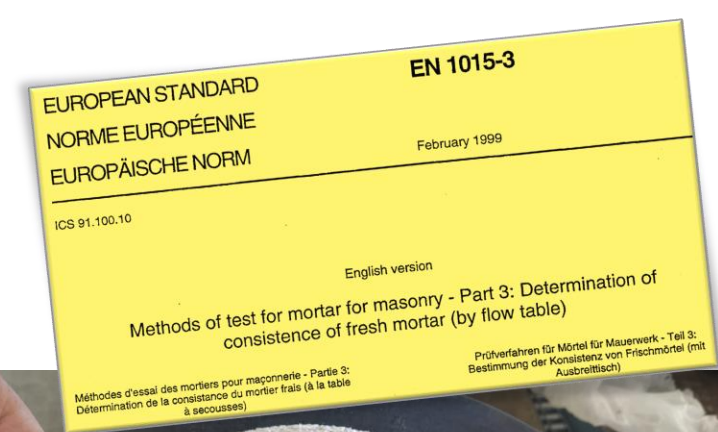 EUROPEAN STANDARD
NORME EUROPÉENNE
EUROPÄISCHE NORM
EN 1015-3
February 1999
ICS 91.100.10
English version
Methods of test for mortar for masonry - Part 3: Determination of
consistence of fresh mortar (by flow table)
Méthodes d'essai des mortiers pour maçonnerie - Partie 3:
Détermination de la consistance du mortier frais (à la table
à secousses)
Prüfverfahren für Mörtel für Mauerwerk - Teil 3:
Bestimmung der Konsistenz von Frischmörtel (mit
Ausbreittisch)